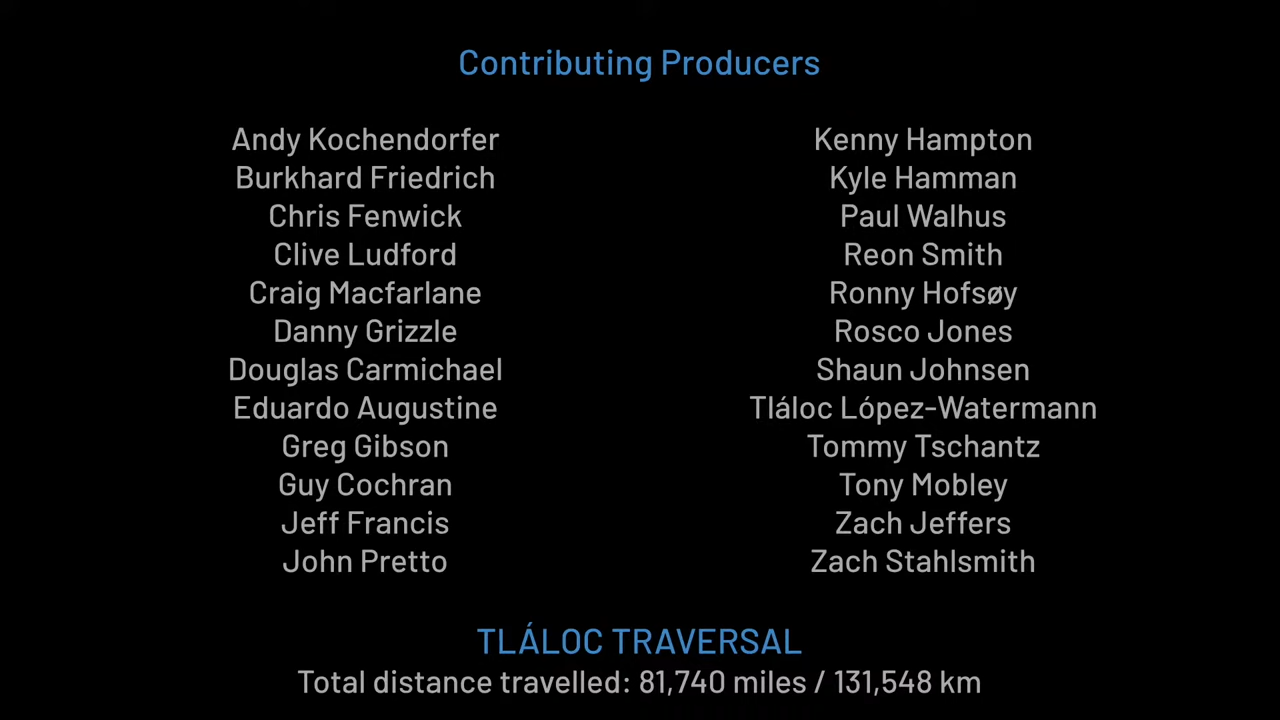 Contributing Producers
Andy Kochendorfer
Burkhard Friedrich
Chris Fenwick
Clive Ludford
Craig Macfarlane
Danny Grizzle
Douglas Carmichael
Eduardo Augustine
Greg Gibson
Guy Cochran
Jeff Francis
John Pretto
Kenny Hampton
Kyle Hamman
Paul Walhus
Reon Smith
Ronny Hofsøy
Rosco Jones
Shaun Johnsen
Tláloc López-Watermann
Tommy Tschantz
Tony Mobley
Zach Jeffers
Zach Stahlsmith
TLÁLOC TRAVERSAL
Total distance travelled: 81,740 miles / 131,548 km